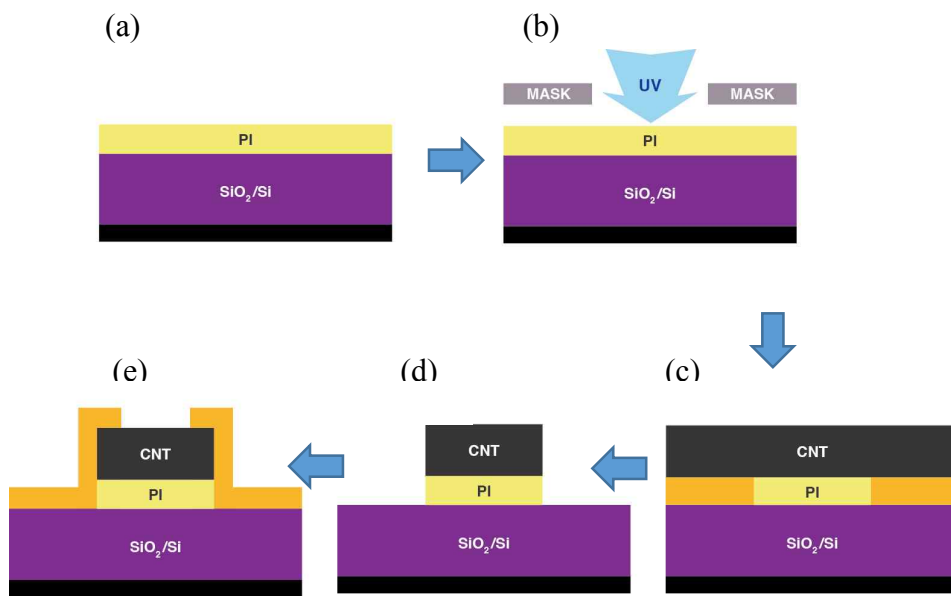 (a)
PI
SiO₂/Si
(b)
UV
MASK MASK
PI
SiO₂/Si
(e)
CNT
PI
SiO₂/Si
(d)
CNT
PI
SiO₂/Si
(c)
CNT
PI
SiO₂/Si